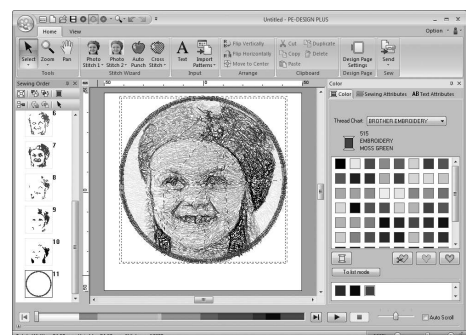 Untitled - PE-DESIGN PLUS
Home View
Option
Select Zoom Pan
Tools
Photo Stitch 1 Photo Stitch 2 Auto Punch Cross Stitch
Stitch Wizard
Text Import
Input
Flip Vertically
Flip Horizontally
Move to Center
Arrange
Cut Duplicate
Copy Delete
Paste
Clipboard
Design Page Settings
Design Page
Send
Sew
Sewing Order
6
7
8
9
10
11
Color
Color Sewing Attributes Text Attributes
Thread Chart BROTHER EMBROIDERY
515
EMBROIDERY
MOSS GREEN
To list mode
Auto Scroll